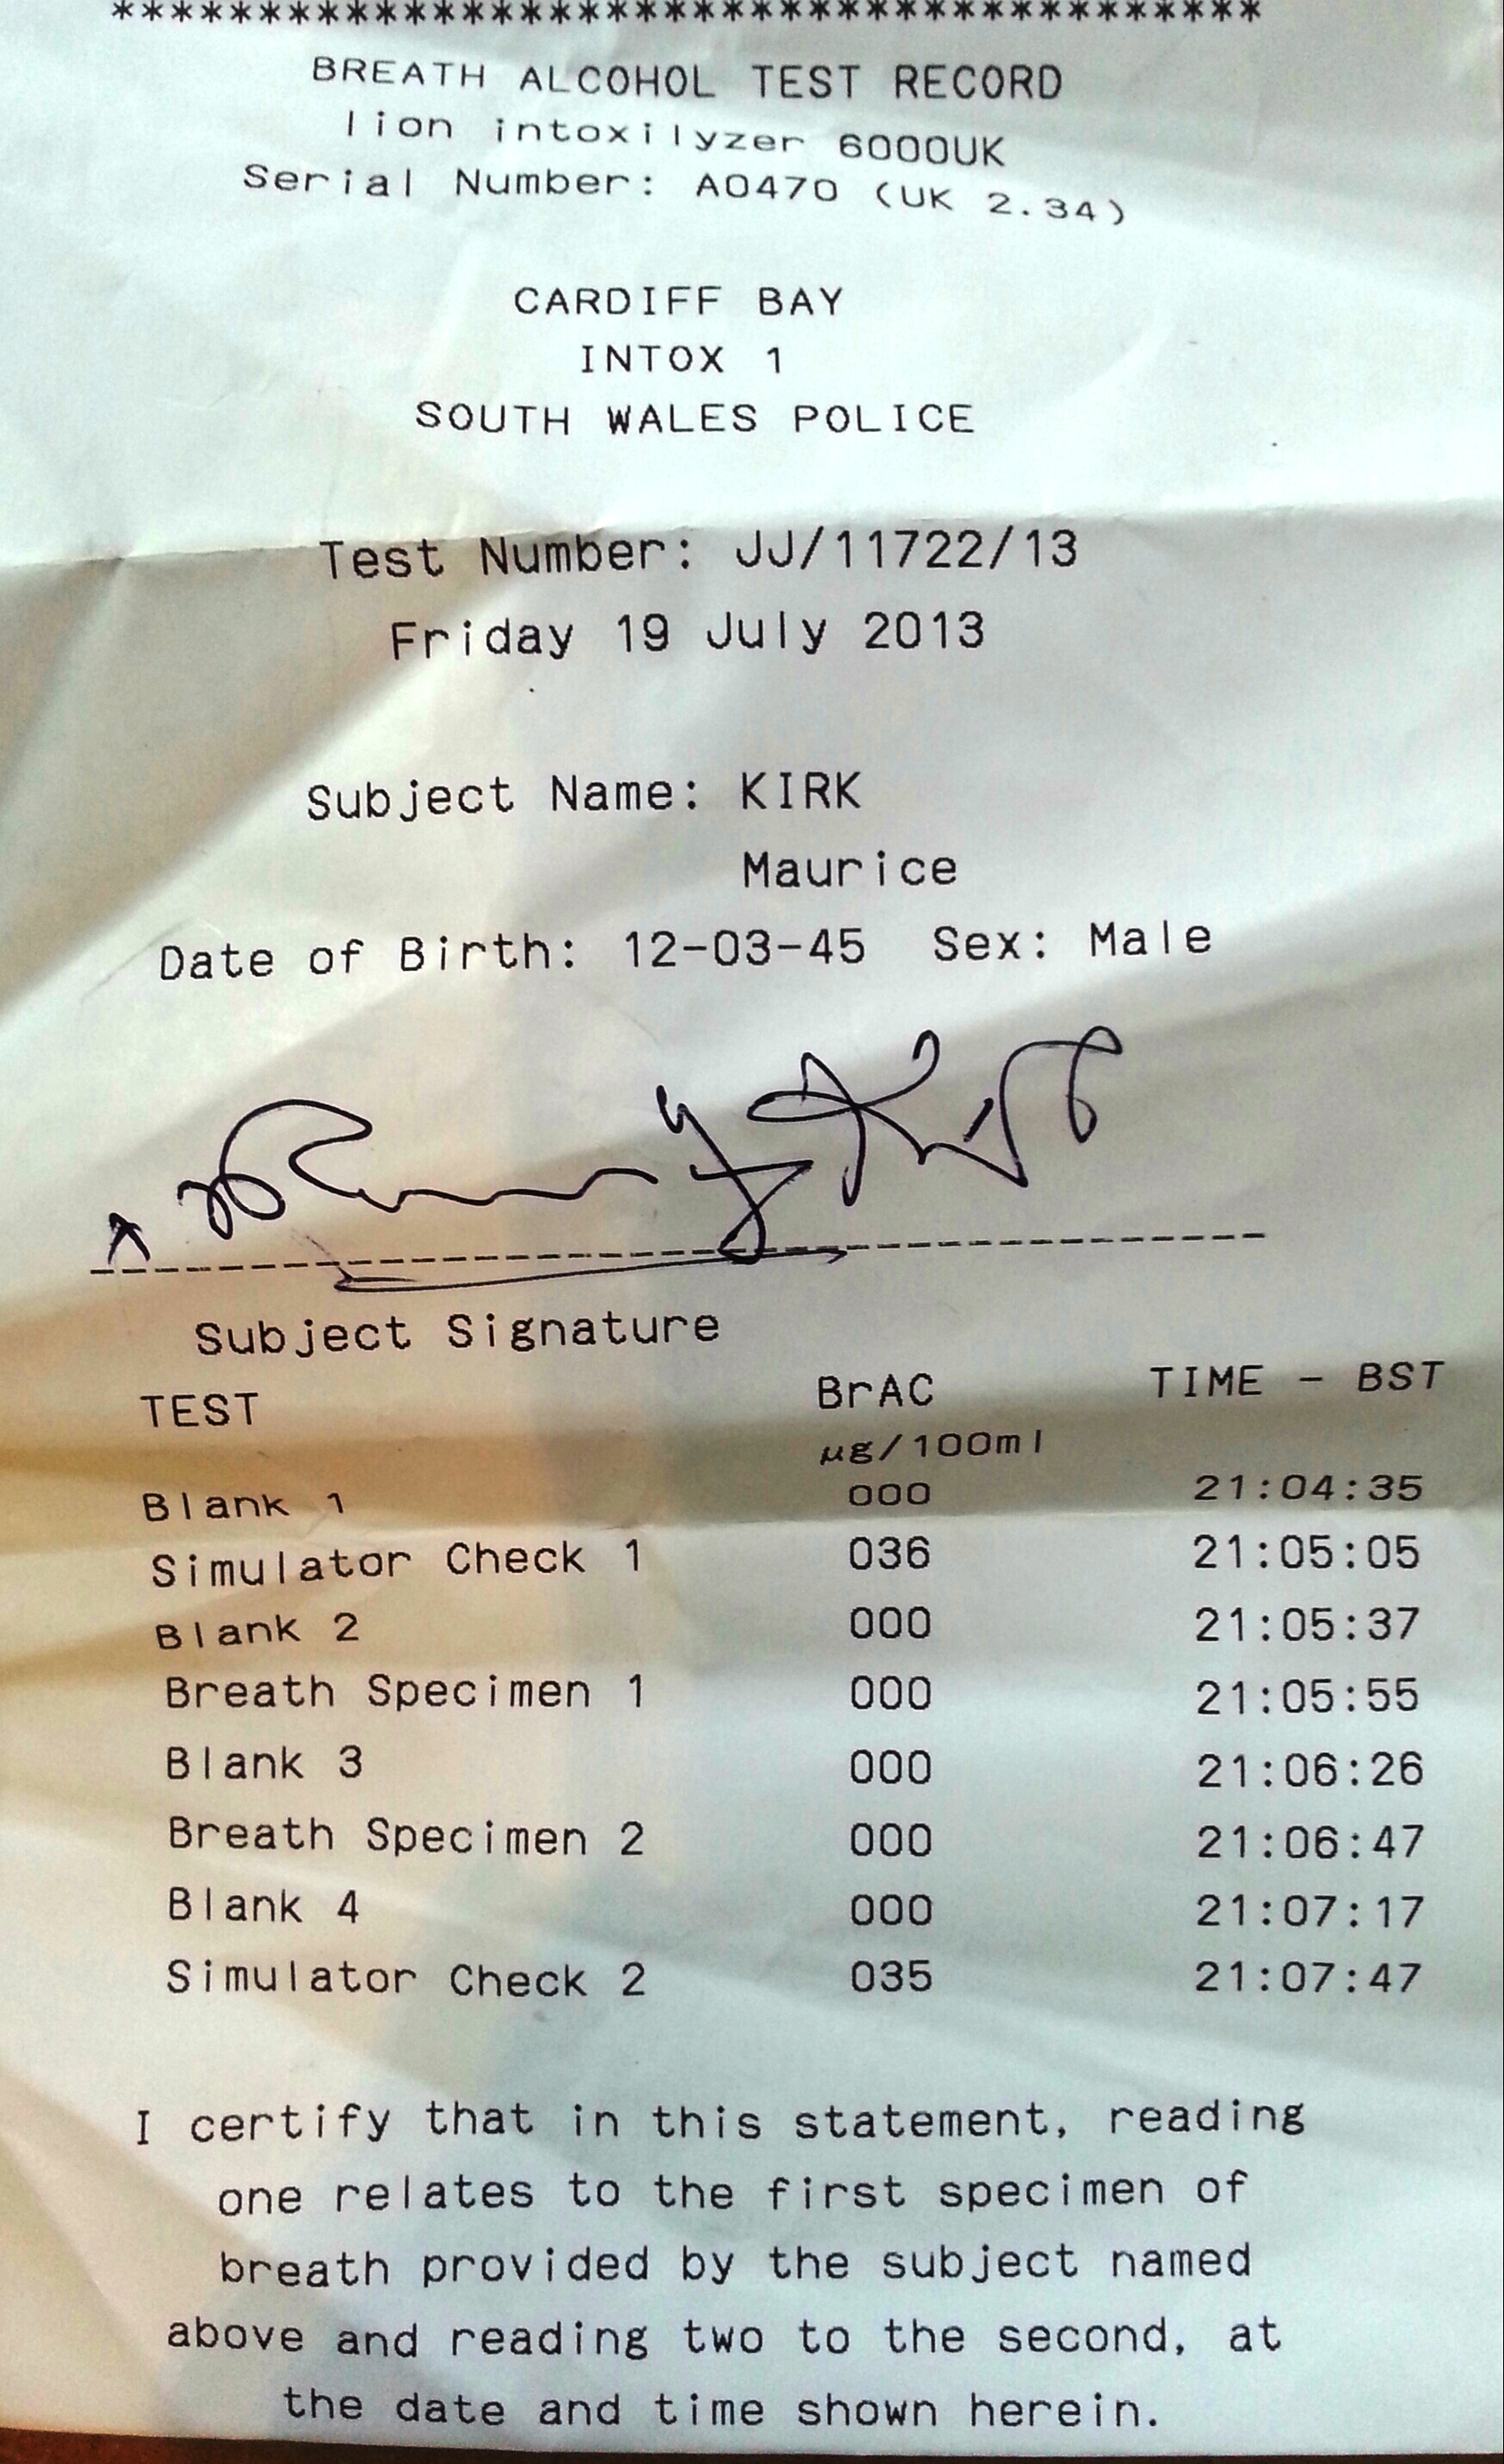 ****************************************
BREATH ALCOHOL TEST RECORD
lion intoxilyzer 6000UK
Serial Number: A0470 (UK 2.34)
CARDIFF BAY
INTOX 1
SOUTH WALES POLICE
Test Number: JJ/11722/13
Friday 19 July 2013
Subject Name: KIRK
Maurice
Date of Birth: 12-03-45 Sex: Male
Subject Signature
TEST BrAC TIME - BST
µg/100ml
Blank 1 000 21:04:35
Simulator Check 1 036 21:05:05
Blank 2 000 21:05:37
Breath Specimen 1 000 21:05:55
Blank 3 000 21:06:26
Breath Specimen 2 000 21:06:47
Blank 4 000 21:07:17
Simulator Check 2 035 21:07:47
I certify that in this statement, reading
one relates to the first specimen of
breath provided by the subject named
above and reading two to the second, at
the date and time shown herein.